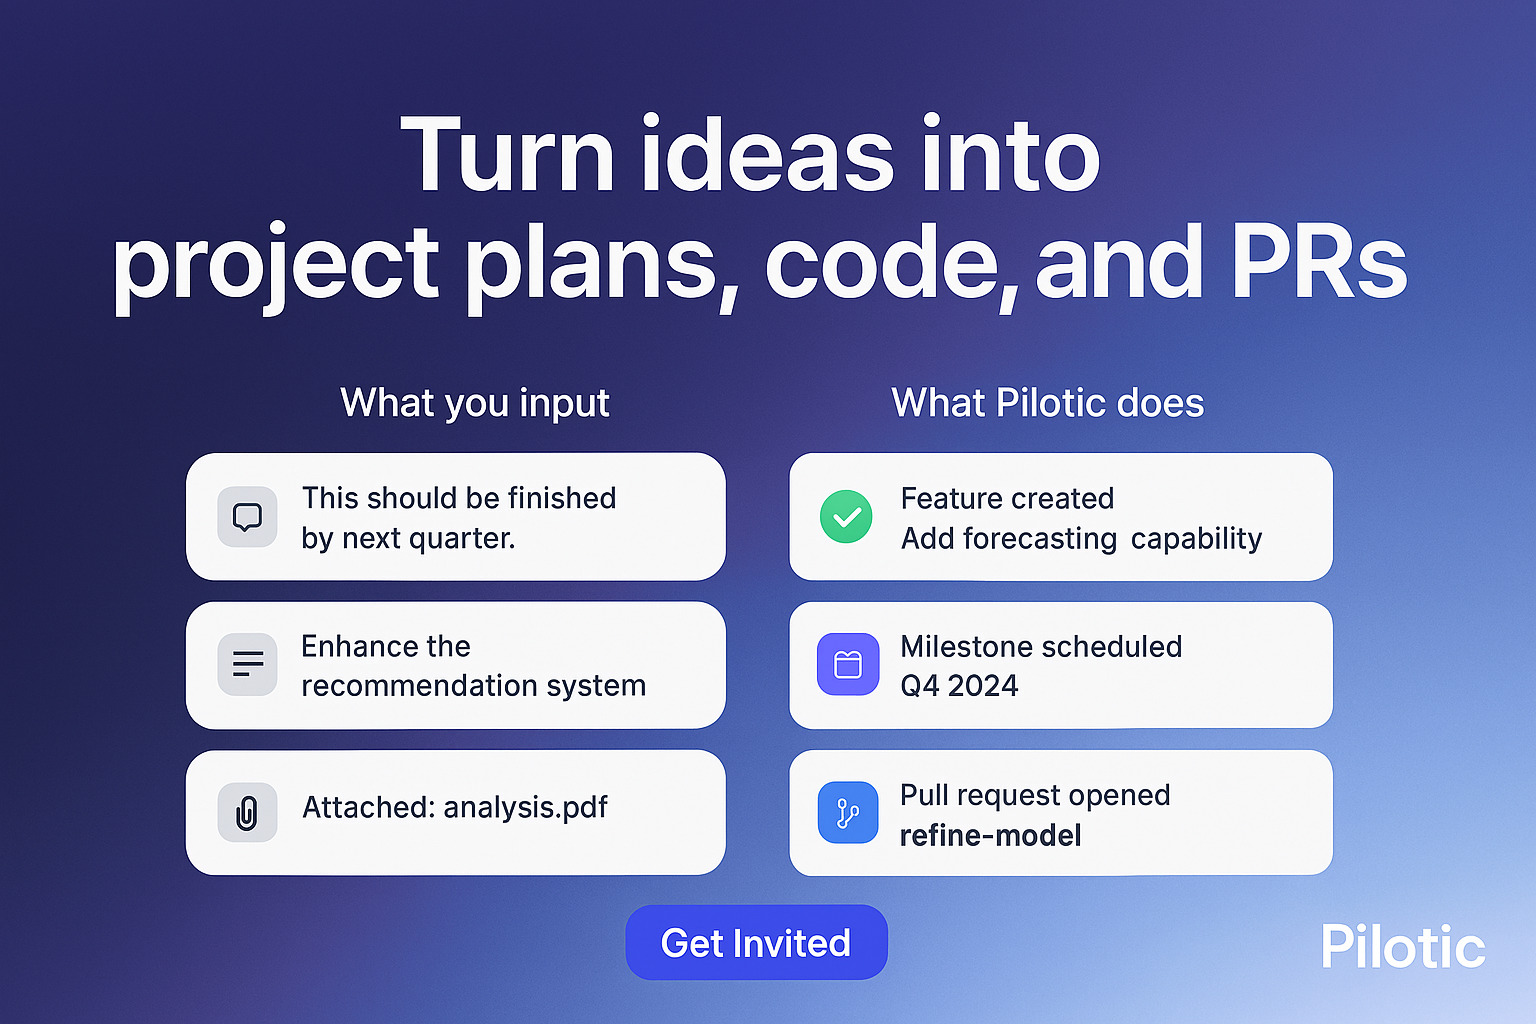 Turn ideas into
project plans, code, and PRs
What you input
This should be finished
by next quarter.
Enhance the
recommendation system
Attached: analysis.pdf
What Pilotic does
Feature created
Add forecasting capability
Milestone scheduled
Q4 2024
Pull request opened
refine-model
Get Invited
Pilotic